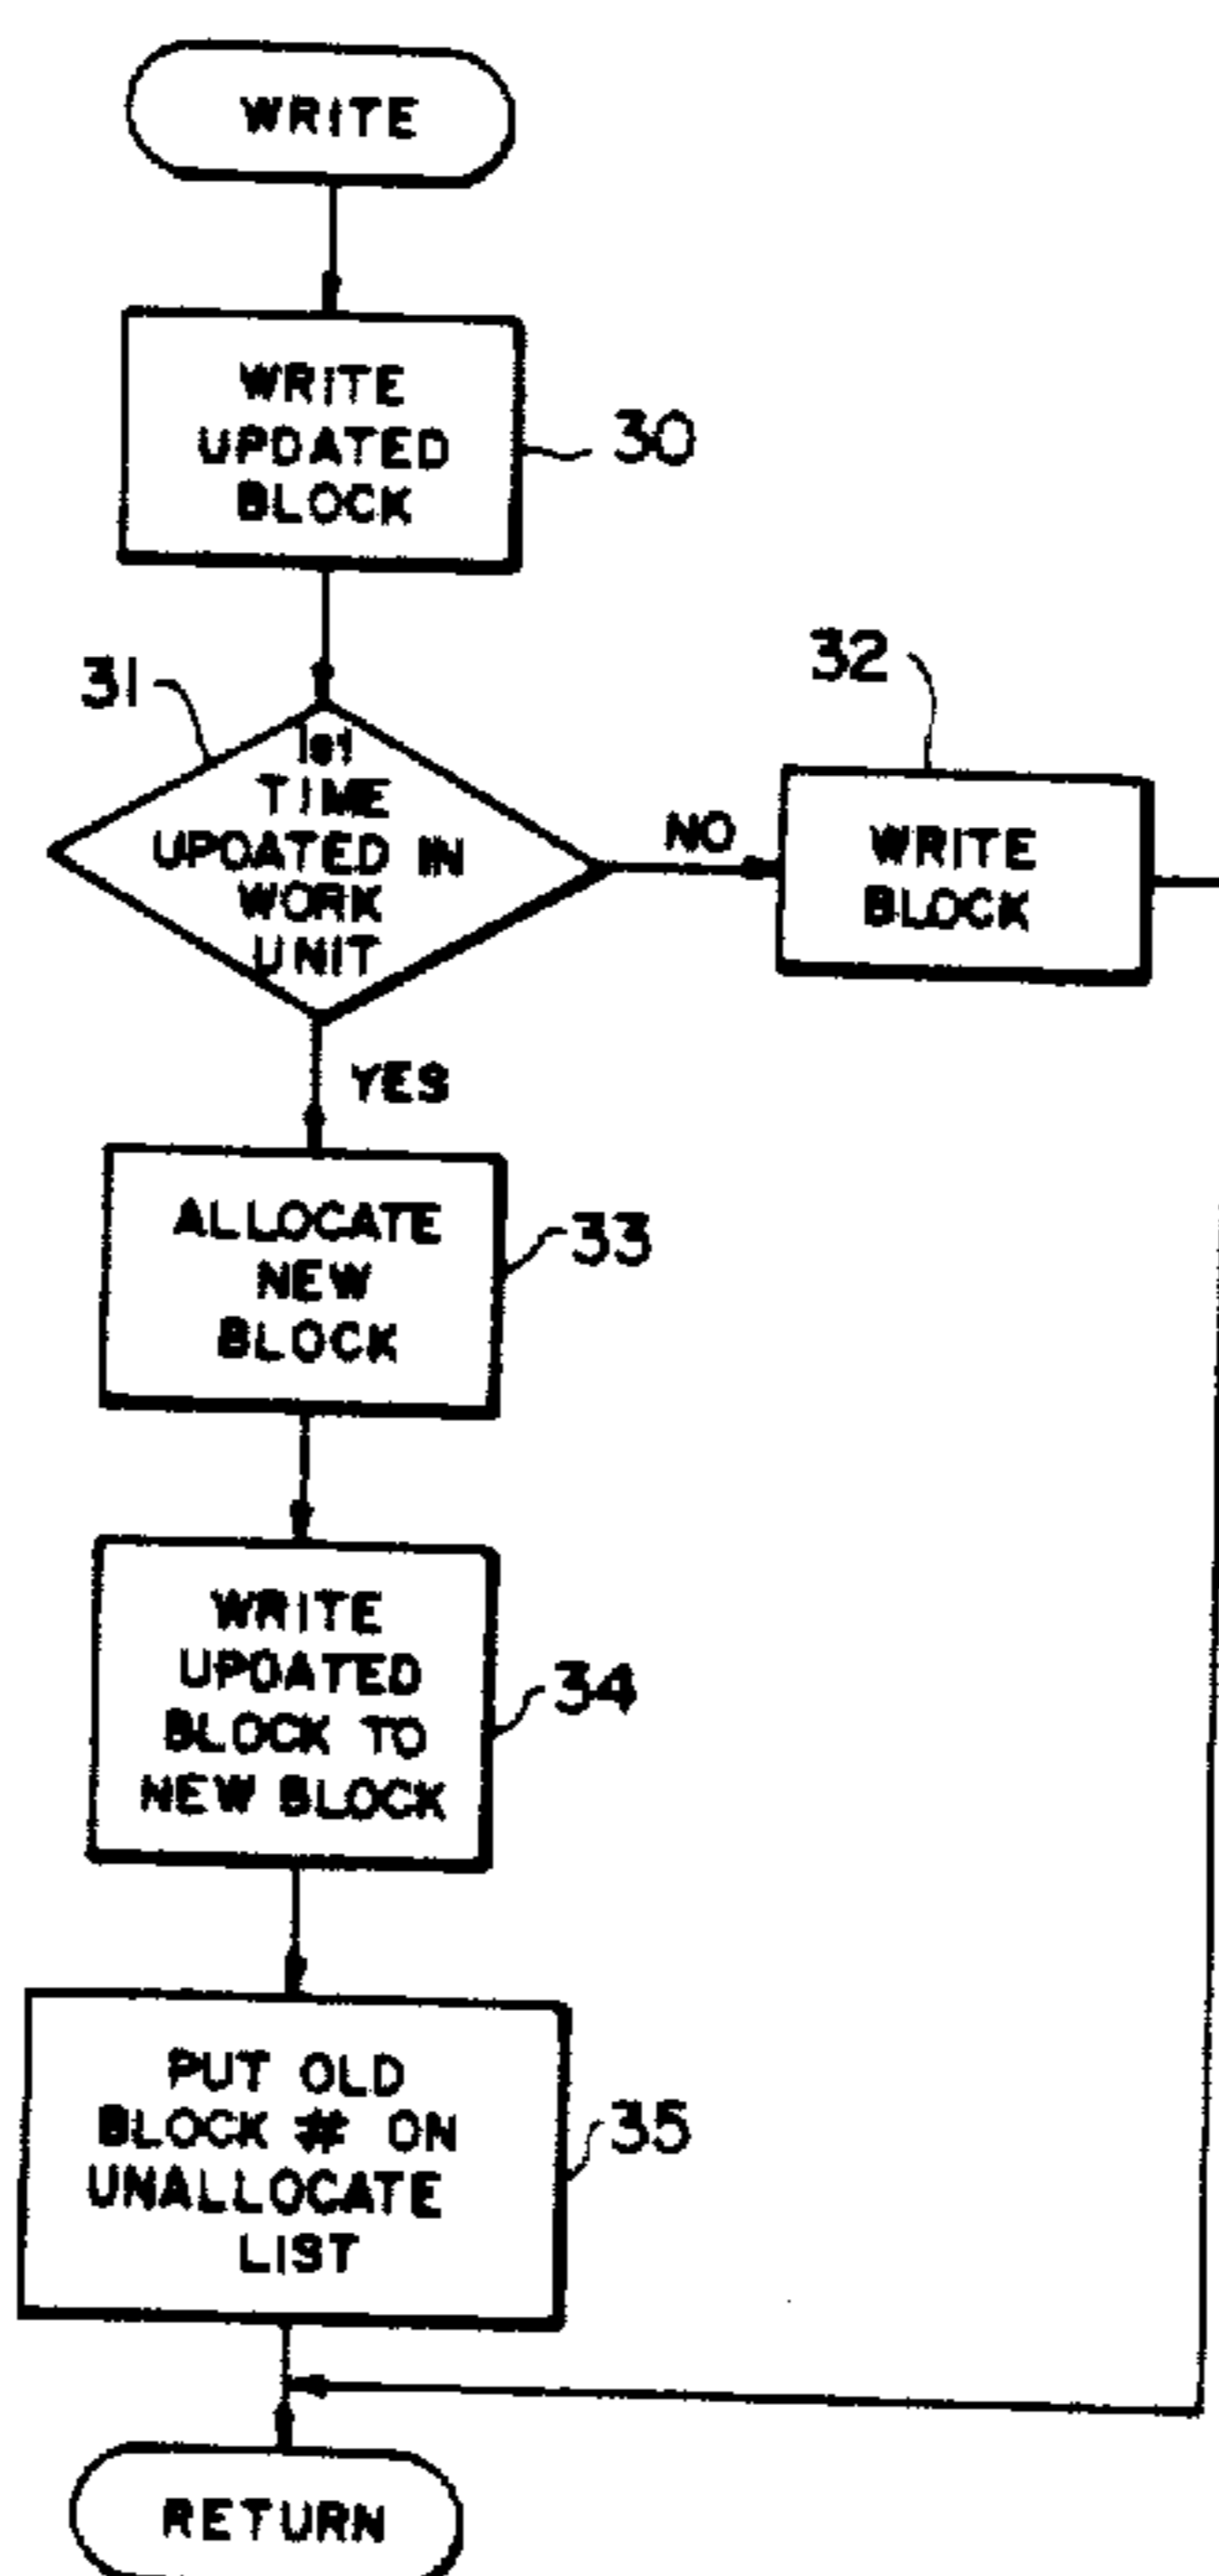 WRITE
WRITE
UPDATED
BLOCK
30
31
1st
TIME
UPDATED IN
WORK
UNIT
NO
32
WRITE
BLOCK
YES
ALLOCATE
NEW
BLOCK
33
WRITE
UPDATED
BLOCK TO
NEW BLOCK
34
PUT OLD
BLOCK # ON
UNALLOCATE
LIST
35
RETURN